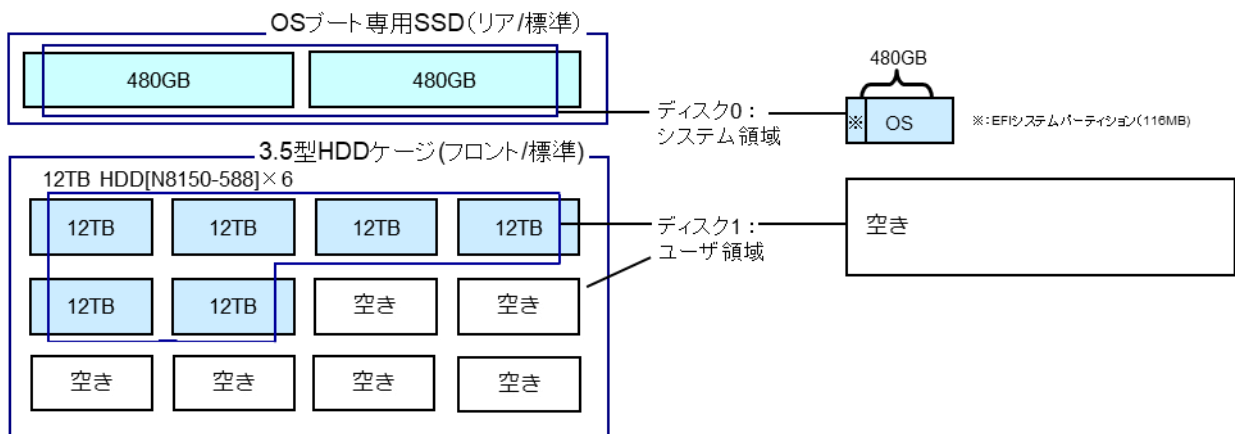 OSブート専用SSD(リア/標準)
480GB
480GB
480GB
ディスク0：
システム領域
※
OS
※：EFIシステムパーティション(116MB)
3.5型HDDケージ(フロント/標準)
12TB HDD[N8150-588]×6
12TB
12TB
12TB
12TB
ディスク1：
ユーザ領域
空き
12TB
12TB
空き
空き
空き
空き
空き
空き